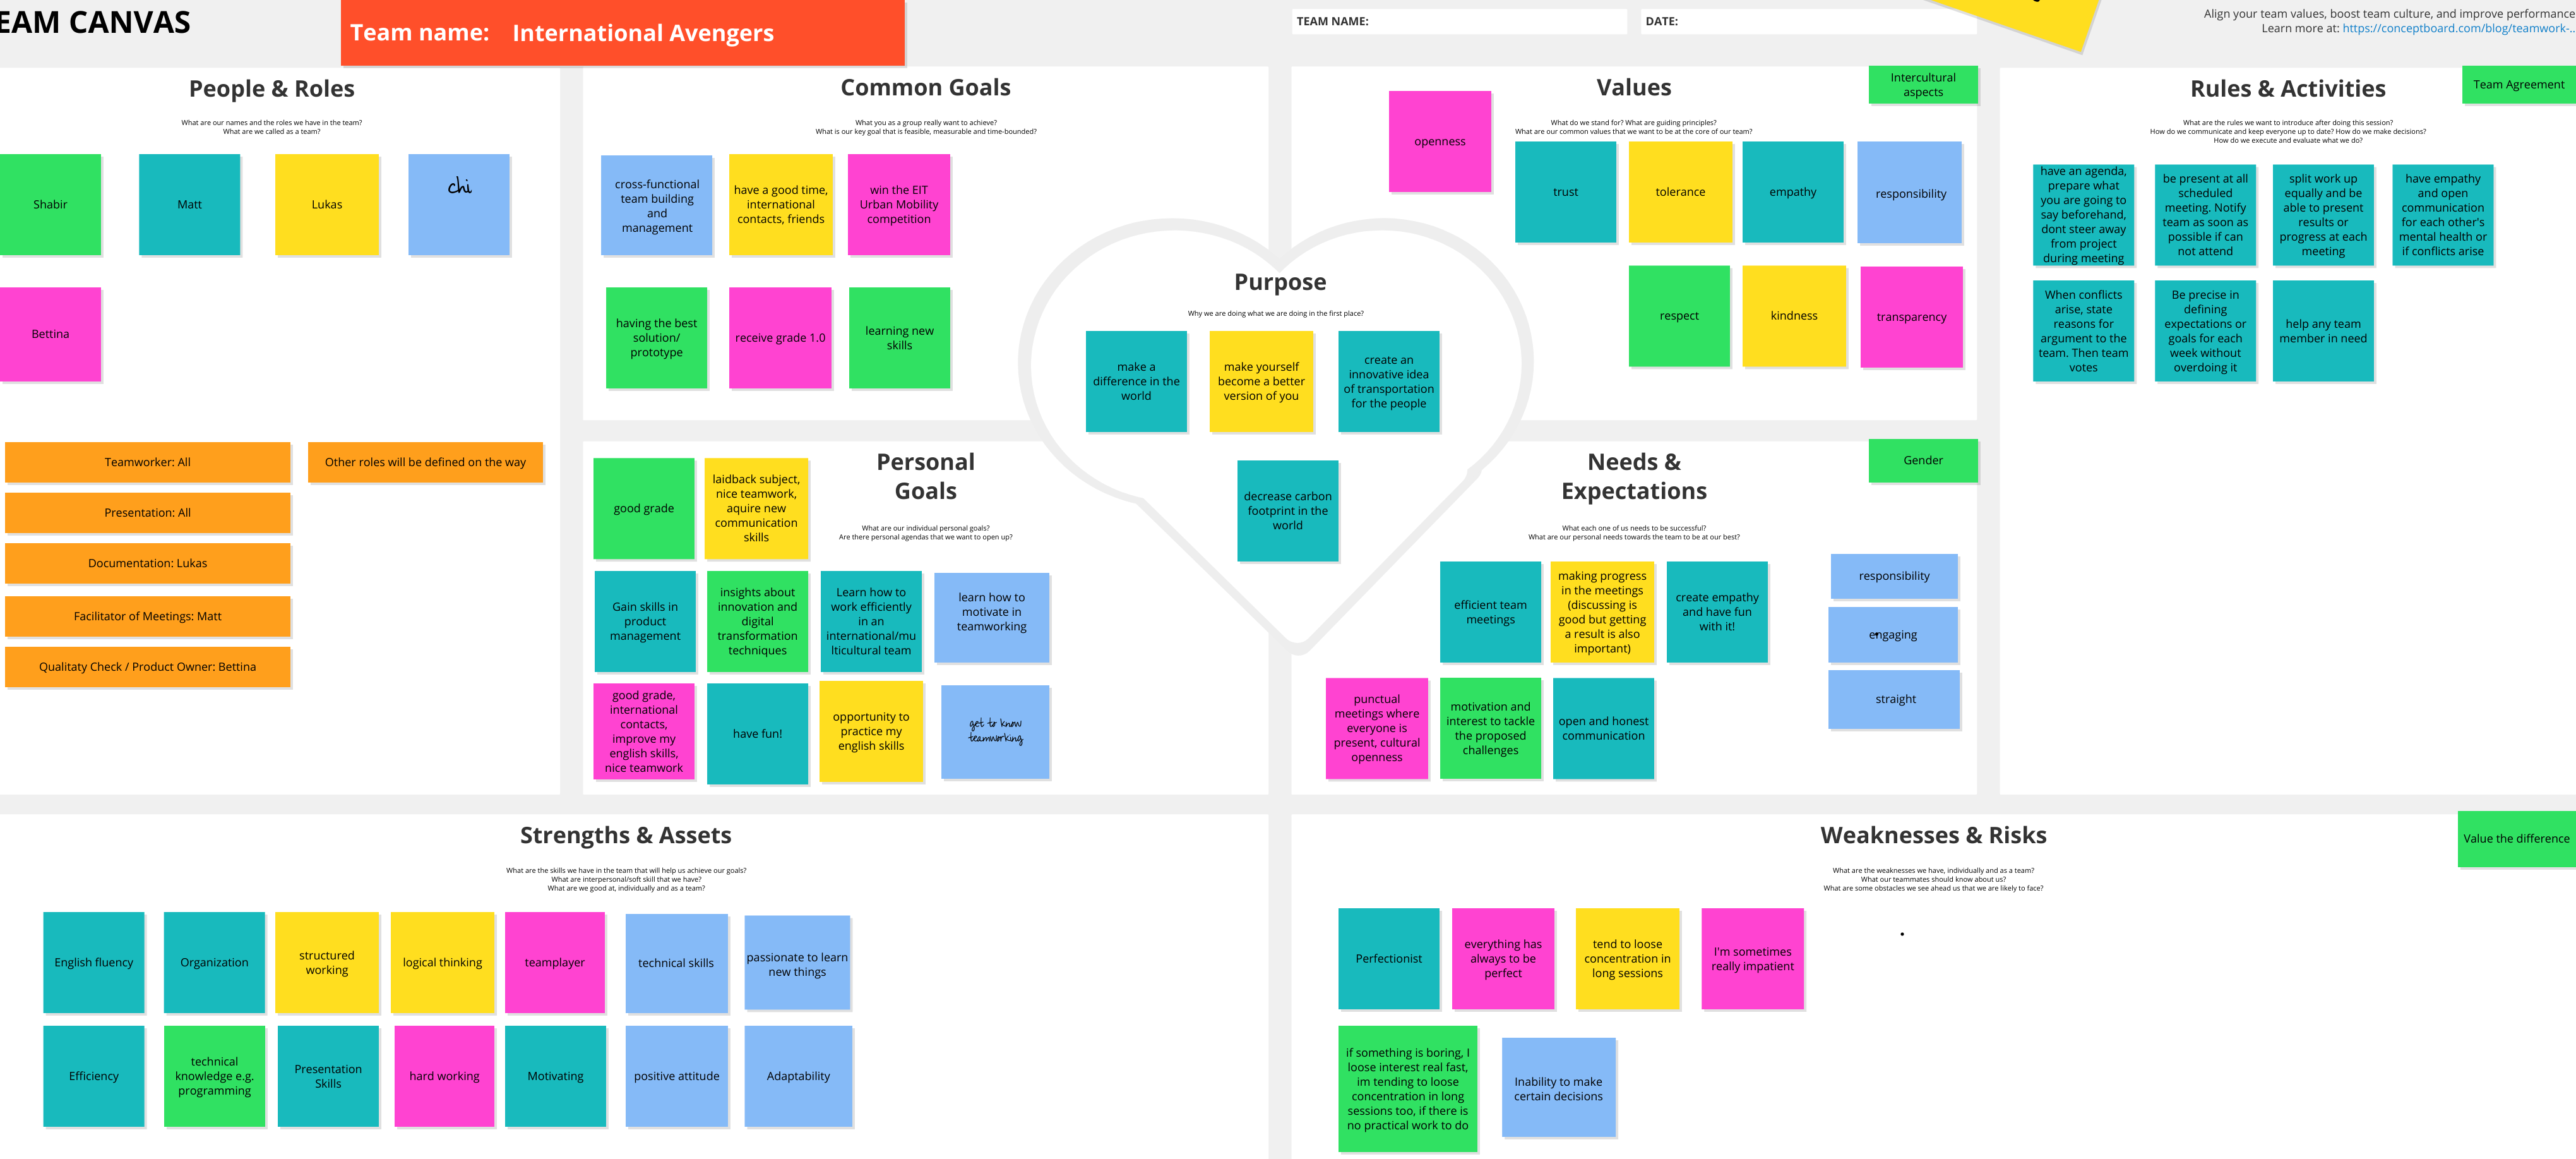 EAM CANVAS
Team name: International Avengers
TEAM NAME:
DATE:
Align your team values, boost team culture, and improve performance
Learn more at: https://conceptboard.com/blog/teamwork-...
People & Roles
What are our names and the roles we have in the team?
What are we called as a team?
Shabir
Matt
Lukas
chi
Bettina
Teamworker: All
Other roles will be defined on the way
Presentation: All
Documentation: Lukas
Facilitator of Meetings: Matt
Qualitaty Check / Product Owner: Bettina
Common Goals
What you as a group really want to achieve?
What is our key goal that is feasible, measurable and time-bounded?
cross-functional
team building
and
management
have a good time,
international
contacts, friends
win the EIT
Urban Mobility
competition
having the best
solution/
prototype
receive grade 1.0
learning new
skills
Purpose
Why we are doing what we are doing in the first place?
make a
difference in the
world
make yourself
become a better
version of you
create an
innovative idea
of transportation
for the people
decrease carbon
footprint in the
world
Values
Intercultural
aspects
What do we stand for? What are guiding principles?
What are our common values that we want to be at the core of our team?
openness
trust
tolerance
empathy
responsibility
respect
kindness
transparency
Rules & Activities
Team Agreement
What are the rules we want to introduce after doing this session?
How do we communicate and keep everyone up to date? How do we make decisions?
How do we execute and evaluate what we do?
have an agenda,
prepare what
you are going to
say beforehand,
dont steer away
from project
during meeting
be present at all
scheduled
meeting. Notify
team as soon as
possible if can
not attend
split work up
equally and be
able to present
results or
progress at each
meeting
have empathy
and open
communication
for each other's
mental health or
if conflicts arise
When conflicts
arise, state
reasons for
argument to the
team. Then team
votes
Be precise in
defining
expectations or
goals for each
week without
overdoing it
help any team
member in need
Personal
Goals
What are our individual personal goals?
Are there personal agendas that we want to open up?
good grade
laidback subject,
nice teamwork,
aquire new
communication
skills
Gain skills in
product
management
insights about
innovation and
digital
transformation
techniques
Learn how to
work efficiently
in an
international/mu
lticultural team
learn how to
motivate in
teamworking
good grade,
international
contacts,
improve my
english skills,
nice teamwork
have fun!
opportunity to
practice my
english skills
get to know
teamworking
Needs &
Expectations
Gender
What each one of us needs to be successful?
What are our personal needs towards the team to be at our best?
efficient team
meetings
making progress
in the meetings
(discussing is
good but getting
a result is also
important)
create empathy
and have fun
with it!
responsibility
engaging
straight
punctual
meetings where
everyone is
present, cultural
openness
motivation and
interest to tackle
the proposed
challenges
open and honest
communication
Strengths & Assets
What are the skills we have in the team that will help us achieve our goals?
What are interpersonal/soft skill that we have?
What are we good at, individually and as a team?
English fluency
Organization
structured
working
logical thinking
teamplayer
technical skills
passionate to learn
new things
Efficiency
technical
knowledge e.g.
programming
Presentation
Skills
hard working
Motivating
positive attitude
Adaptability
Weaknesses & Risks
Value the difference
What are the weaknesses we have, individually and as a team?
What our teammates should know about us?
What are some obstacles we see ahead us that we are likely to face?
Perfectionist
everything has
always to be
perfect
tend to loose
concentration in
long sessions
I'm sometimes
really impatient
if something is boring, I
loose interest real fast,
im tending to loose
concentration in long
sessions too, if there is
no practical work to do
Inability to make
certain decisions